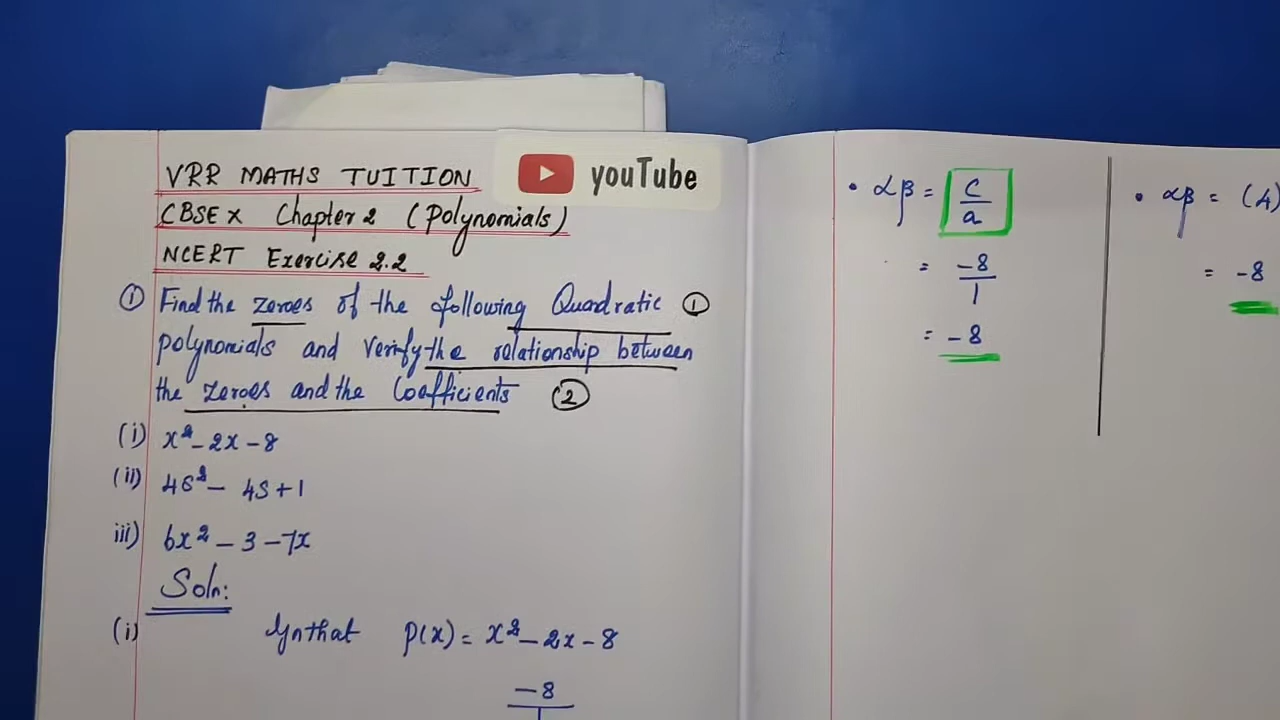 VRR MATHS TUITION
YouTube
CBSE X Chapter 2 (Polynomials)
NCERT Exercise 2.2
① Find the zeroes of the following Quadratic ①
polynomials and verify the relationship between
the zeroes and the Coefficients ②
(i) x² - 2x - 8
(ii) 4s² - 4s + 1
iii) 6x² - 3 - 7x
Soln:
(i) Gn that p(x) = x² - 2x - 8
-8
1
• αβ = c/a
= -8/1
= -8
• αβ = (4)
= -8